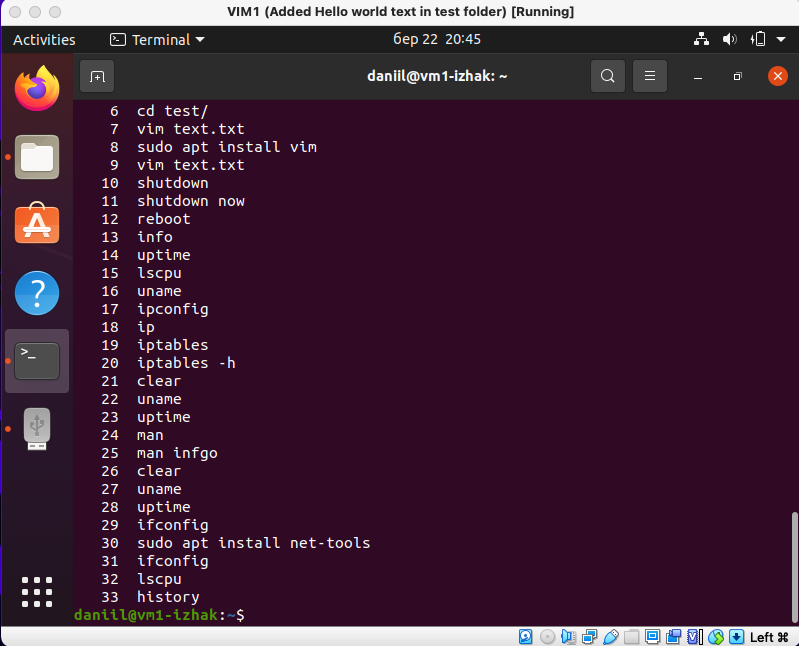 VIM1 (Added Hello world text in test folder) [Running]
Activities
Terminal
бер 22 20:45
daniil@vm1-izhak: ~
6 cd test/
7 vim text.txt
8 sudo apt install vim
9 vim text.txt
10 shutdown
11 shutdown now
12 reboot
13 info
14 uptime
15 lscpu
16 uname
17 ipconfig
18 ip
19 iptables
20 iptables -h
21 clear
22 uname
23 uptime
24 man
25 man infgo
26 clear
27 uname
28 uptime
29 ifconfig
30 sudo apt install net-tools
31 ifconfig
32 lscpu
33 history
daniil@vm1-izhak:~$
Left ⌘